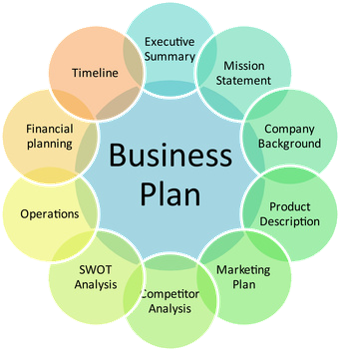 Executive
Summary
Mission
Statement
Company
Background
Product
Description
Marketing
Plan
Competitor
Analysis
SWOT
Analysis
Operations
Financial
planning
Timeline
Business
Plan